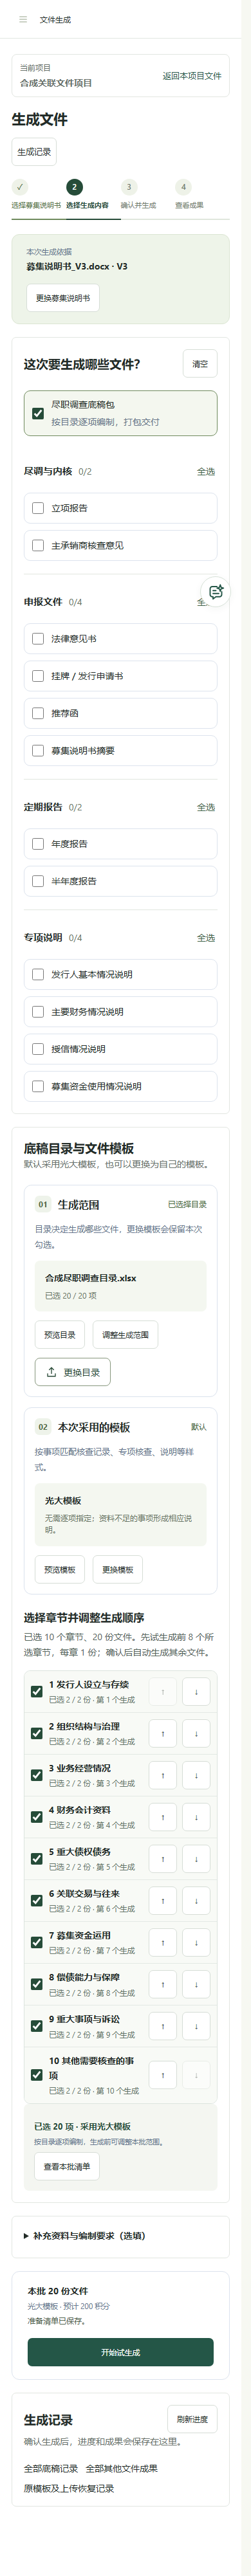 文件生成
当前项目
合成关联文件项目
返回本项目文件
生成文件
生成记录
✓ 2 3 4
选择募集说明书 选择生成内容 确认并生成 查看成果
本次生成依据
募集说明书_V3.docx · V3
更换募集说明书
这次要生成哪些文件？
清空
尽职调查底稿包
按目录逐项编制，打包交付
尽调与内核 0/2 全选
立项报告
主承销商核查意见
申报文件 0/4
法律意见书
挂牌 / 发行申请书
推荐函
募集说明书摘要
定期报告 0/2 全选
年度报告
半年度报告
专项说明 0/4 全选
发行人基本情况说明
主要财务情况说明
授信情况说明
募集资金使用情况说明
底稿目录与文件模板
默认采用光大模板，也可以更换为自己的模板。
01 生成范围 已选择目录
目录决定生成哪些文件，更换模板会保留本次
勾选。
合成尽职调查目录.xlsx
已选 20 / 20 项
预览目录 调整生成范围
更换目录
02 本次采用的模板 默认
按事项匹配核查记录、专项核查、说明等样
式。
光大模板
无需逐项指定；资料不足的事项形成相应说
明。
预览模板 更换模板
选择章节并调整生成顺序
已选 10 个章节、20 份文件。先试生成前 8 个所
选章节，每章 1 份；确认后自动生成其余文件。
1 发行人设立与存续
已选 2 / 2 份 · 第 1 个生成
↑ ↓
2 组织结构与治理
已选 2 / 2 份 · 第 2 个生成
↑ ↓
3 业务经营情况
已选 2 / 2 份 · 第 3 个生成
↑ ↓
4 财务会计资料
已选 2 / 2 份 · 第 4 个生成
↑ ↓
5 重大债权债务
已选 2 / 2 份 · 第 5 个生成
↑ ↓
6 关联交易与往来
已选 2 / 2 份 · 第 6 个生成
↑ ↓
7 募集资金运用
已选 2 / 2 份 · 第 7 个生成
↑ ↓
8 偿债能力与保障
已选 2 / 2 份 · 第 8 个生成
↑ ↓
9 重大事项与诉讼
已选 2 / 2 份 · 第 9 个生成
↑ ↓
10 其他需要核查的事
项
已选 2 / 2 份 · 第 10 个生成
↑ ↓
已选 20 项 · 采用光大模板
按目录逐项编制，生成前可调整本批范围。
查看本批清单
▶ 补充资料与编制要求（选填）
本批 20 份文件
光大模板 · 预计 200 积分
准备清单已保存。
开始试生成
生成记录
刷新进度
确认生成后，进度和成果会保存在这里。
全部底稿记录 全部其他文件成果
原模板及上传恢复记录